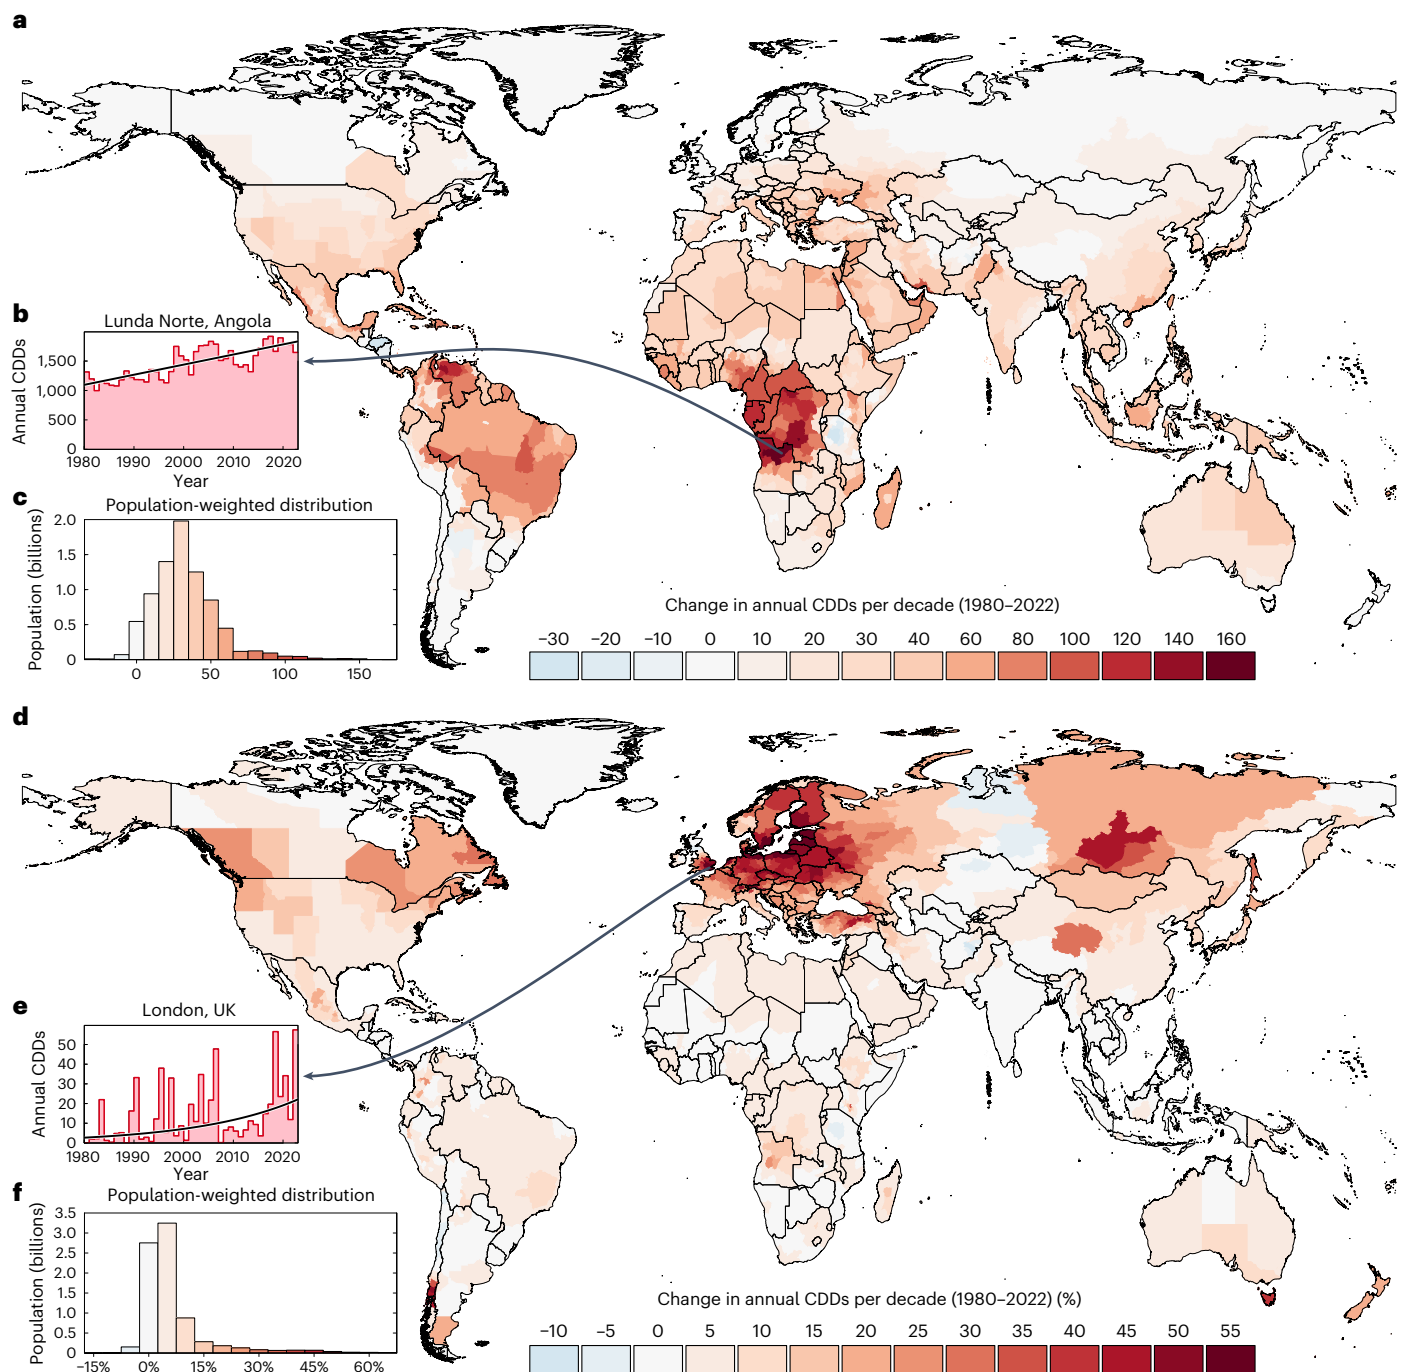 a
b
Lunda Norte, Angola
Annual CDDs
1,500
1,000
500
0
1980 1990 2000 2010 2020
Year
c
Population-weighted distribution
Population (billions)
2.0
1.5
1.0
0.5
0
0 50 100 150
Change in annual CDDs per decade (1980–2022)
−30 −20 −10 0 10 20 30 40 60 80 100 120 140 160
d
e
London, UK
Annual CDDs
50
40
30
20
10
0
1980 1990 2000 2010 2020
Year
f
Population-weighted distribution
Population (billions)
3.5
3.0
2.5
2.0
1.5
1.0
0.5
0
−15% 0% 15% 30% 45% 60%
Change in annual CDDs per decade (1980–2022) (%)
−10 −5 0 5 10 15 20 25 30 35 40 45 50 55